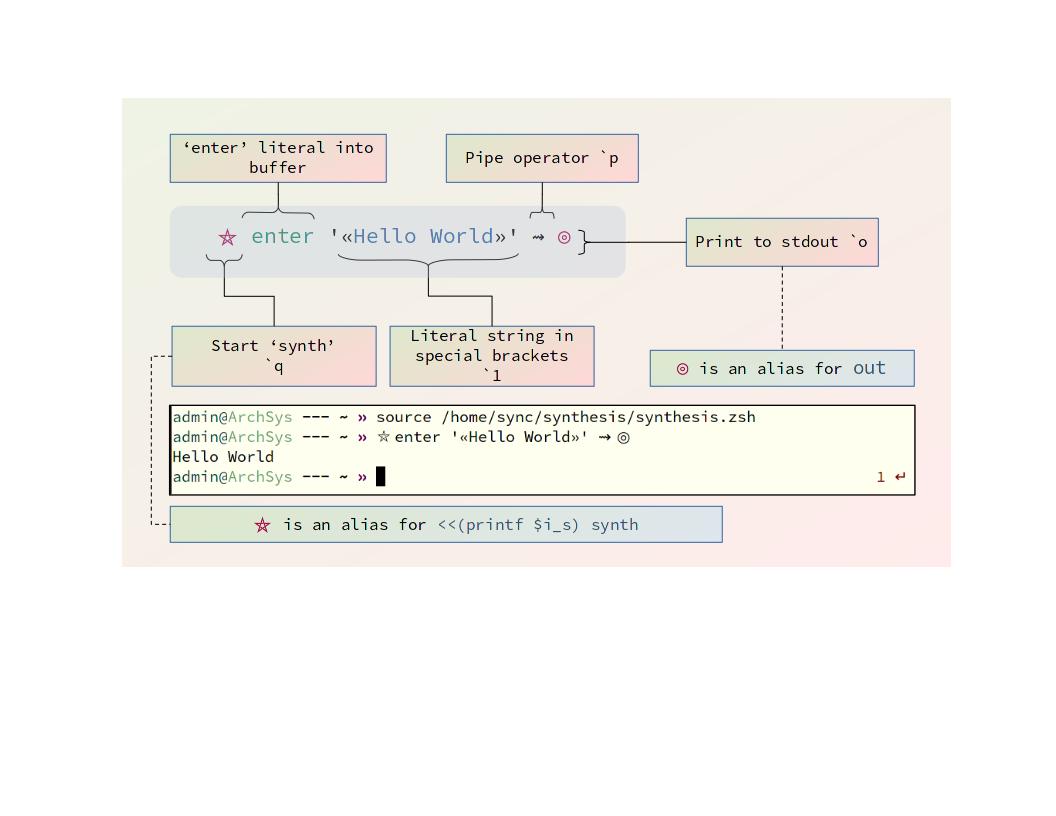 ‘enter’ literal into
buffer
Pipe operator `p
⛤ enter '«Hello World»' ⇝ ◎
Print to stdout `o
Start ‘synth’
`q
Literal string in
special brackets
`1
◎ is an alias for out
admin@ArchSys --- ~ » source /home/sync/synthesis/synthesis.zsh
admin@ArchSys --- ~ » ⛤ enter '«Hello World»' ⇝ ◎
Hello World
admin@ArchSys --- ~ » 1 ↵
⛤ is an alias for <<(printf $i_s) synth